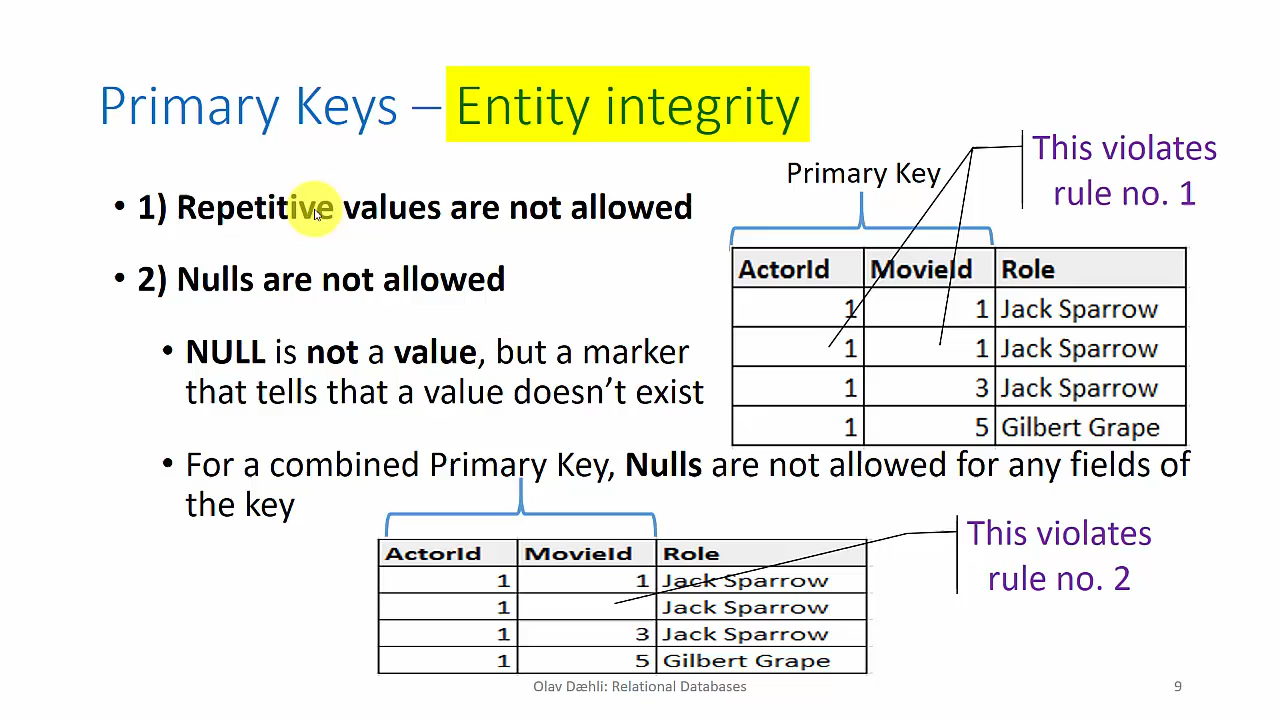 Primary Keys – Entity integrity
• 1) Repetitive values are not allowed
• 2) Nulls are not allowed
• NULL is not a value, but a marker
that tells that a value doesn't exist
• For a combined Primary Key, Nulls are not allowed for any fields of
the key
This violates
rule no. 1
Primary Key
ActorId MovieId Role
1 1 Jack Sparrow
1 1 Jack Sparrow
1 3 Jack Sparrow
1 5 Gilbert Grape
ActorId MovieId Role
1 1 Jack Sparrow
1 Jack Sparrow
1 3 Jack Sparrow
1 5 Gilbert Grape
This violates
rule no. 2
Olav Dæhli: Relational Databases
9